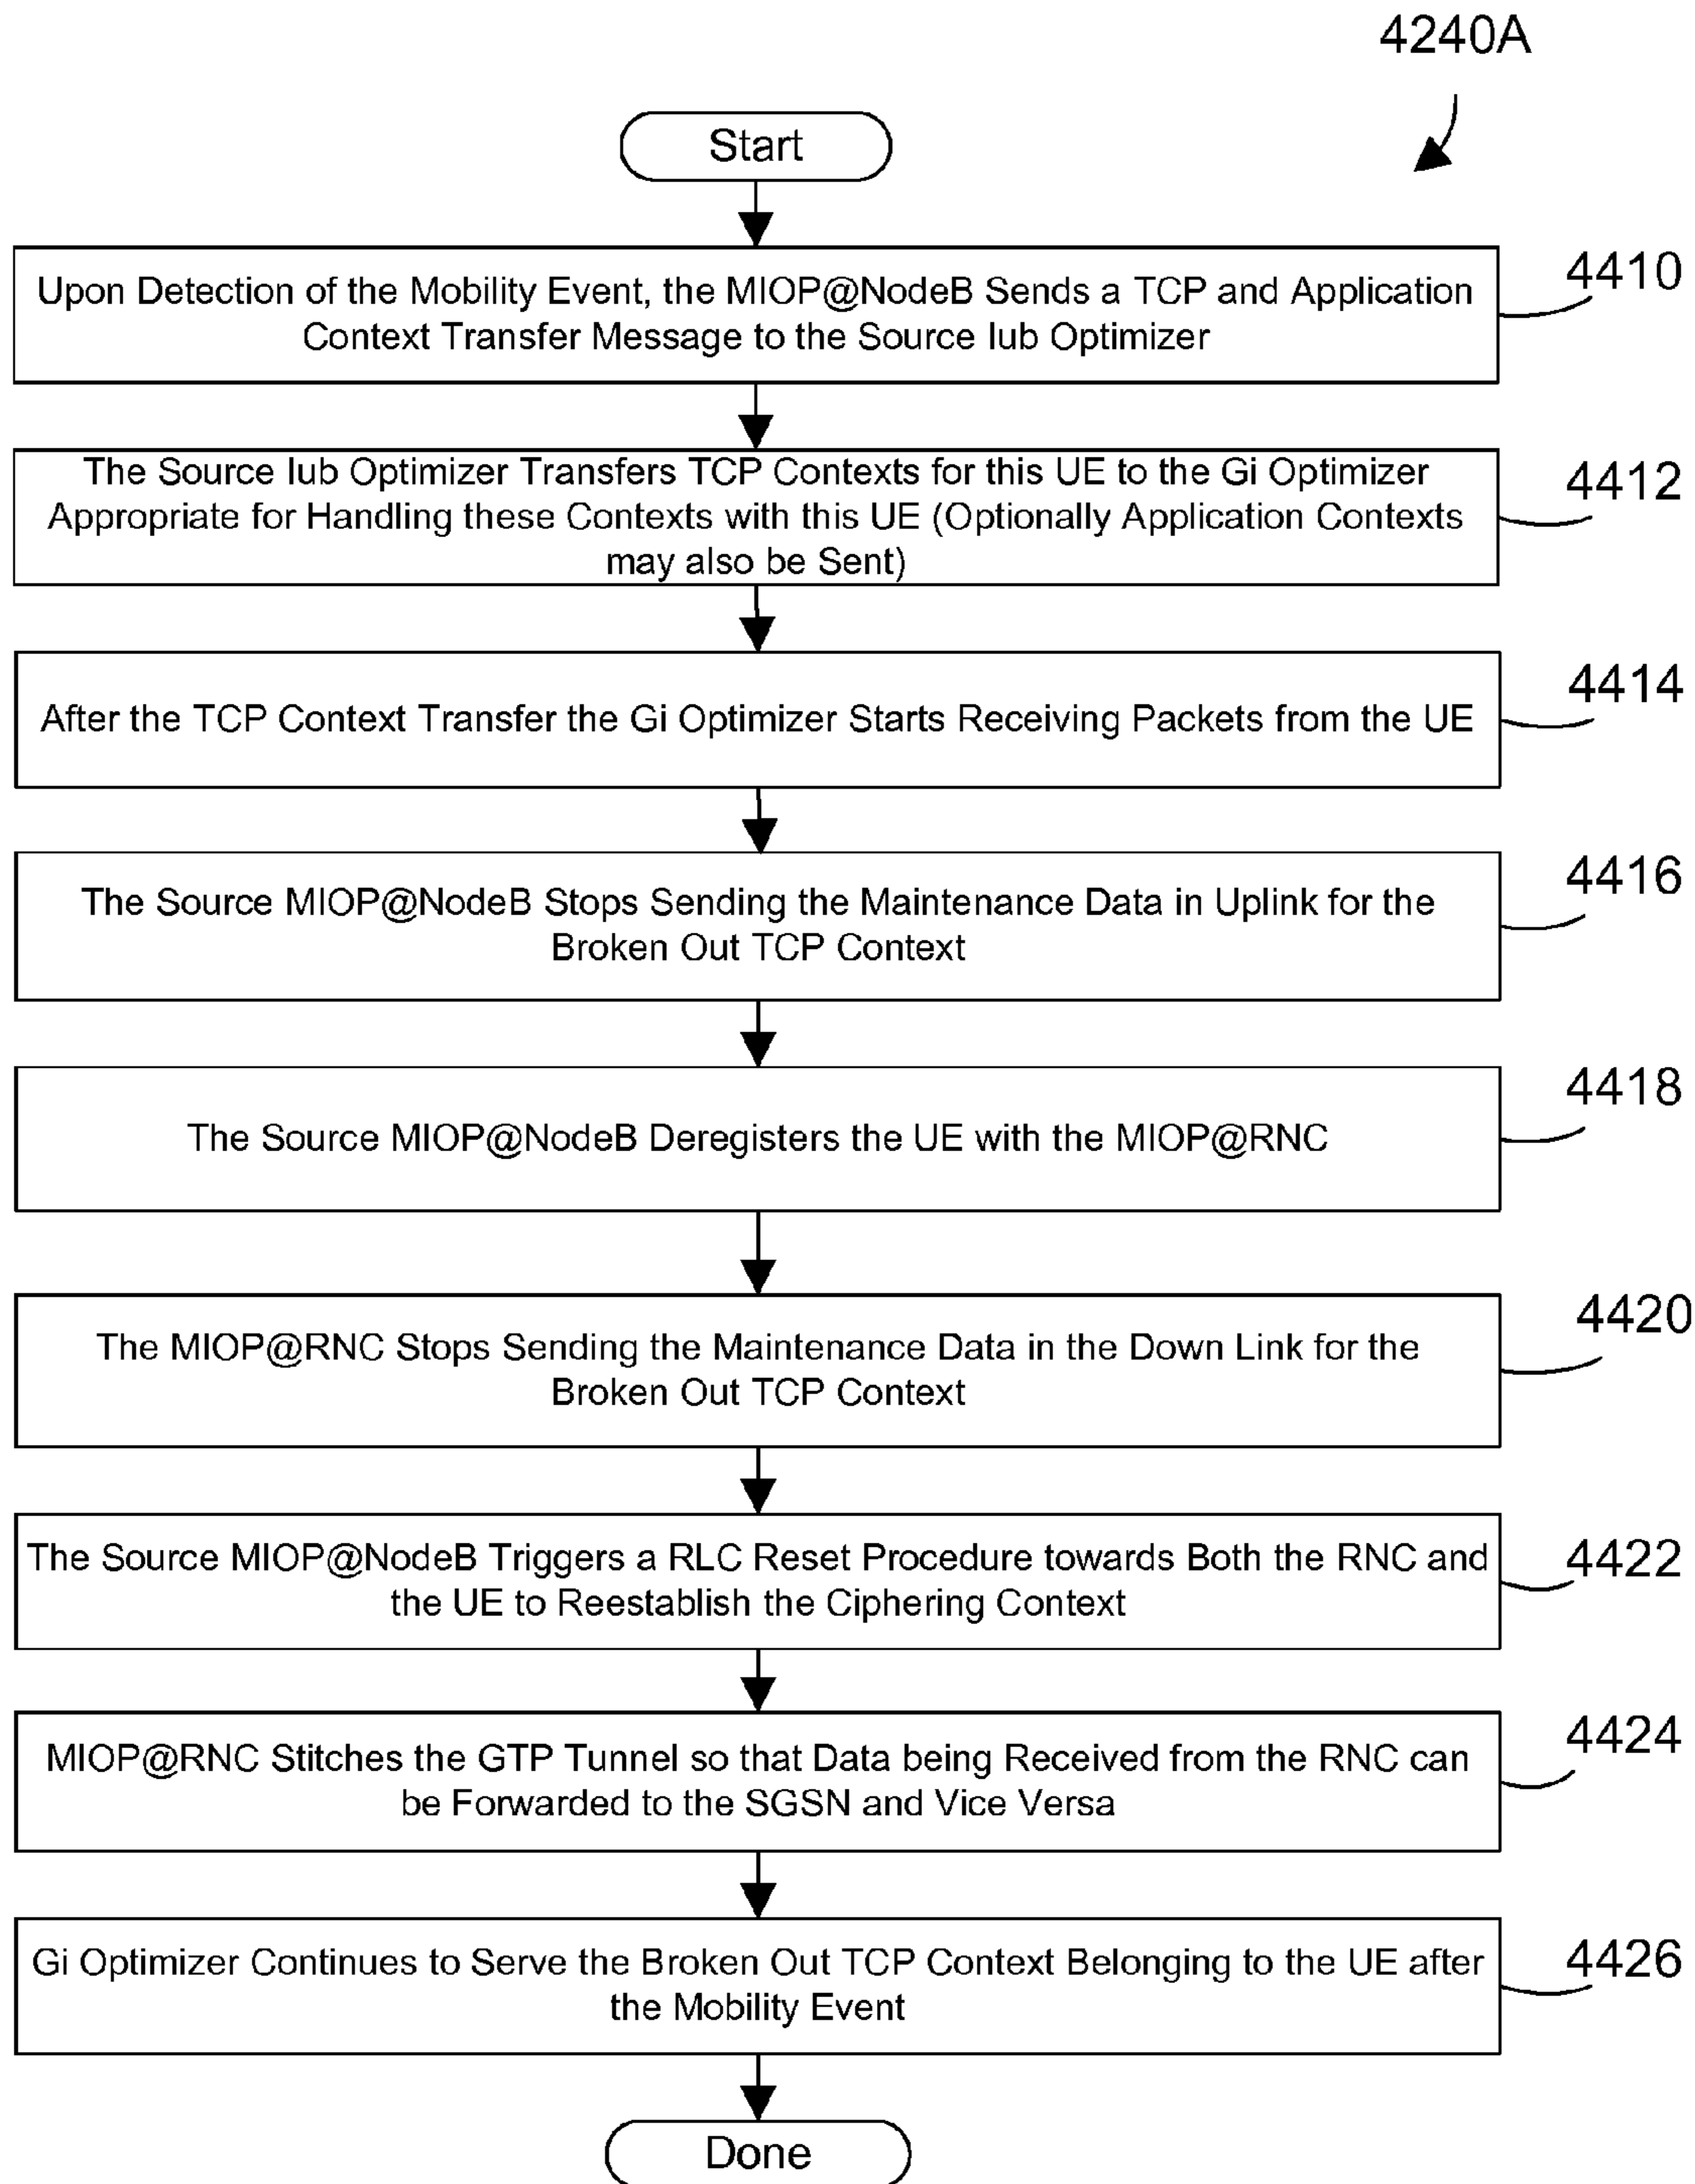 4240A
Start
Upon Detection of the Mobility Event, the MIOP@NodeB Sends a TCP and Application
Context Transfer Message to the Source Iub Optimizer
4410
The Source Iub Optimizer Transfers TCP Contexts for this UE to the Gi Optimizer
Appropriate for Handling these Contexts with this UE (Optionally Application Contexts
may also be Sent)
4412
After the TCP Context Transfer the Gi Optimizer Starts Receiving Packets from the UE
4414
The Source MIOP@NodeB Stops Sending the Maintenance Data in Uplink for the
Broken Out TCP Context
4416
The Source MIOP@NodeB Deregisters the UE with the MIOP@RNC
4418
The MIOP@RNC Stops Sending the Maintenance Data in the Down Link for the
Broken Out TCP Context
4420
The Source MIOP@NodeB Triggers a RLC Reset Procedure towards Both the RNC and
the UE to Reestablish the Ciphering Context
4422
MIOP@RNC Stitches the GTP Tunnel so that Data being Received from the RNC can
be Forwarded to the SGSN and Vice Versa
4424
Gi Optimizer Continues to Serve the Broken Out TCP Context Belonging to the UE after
the Mobility Event
4426
Done